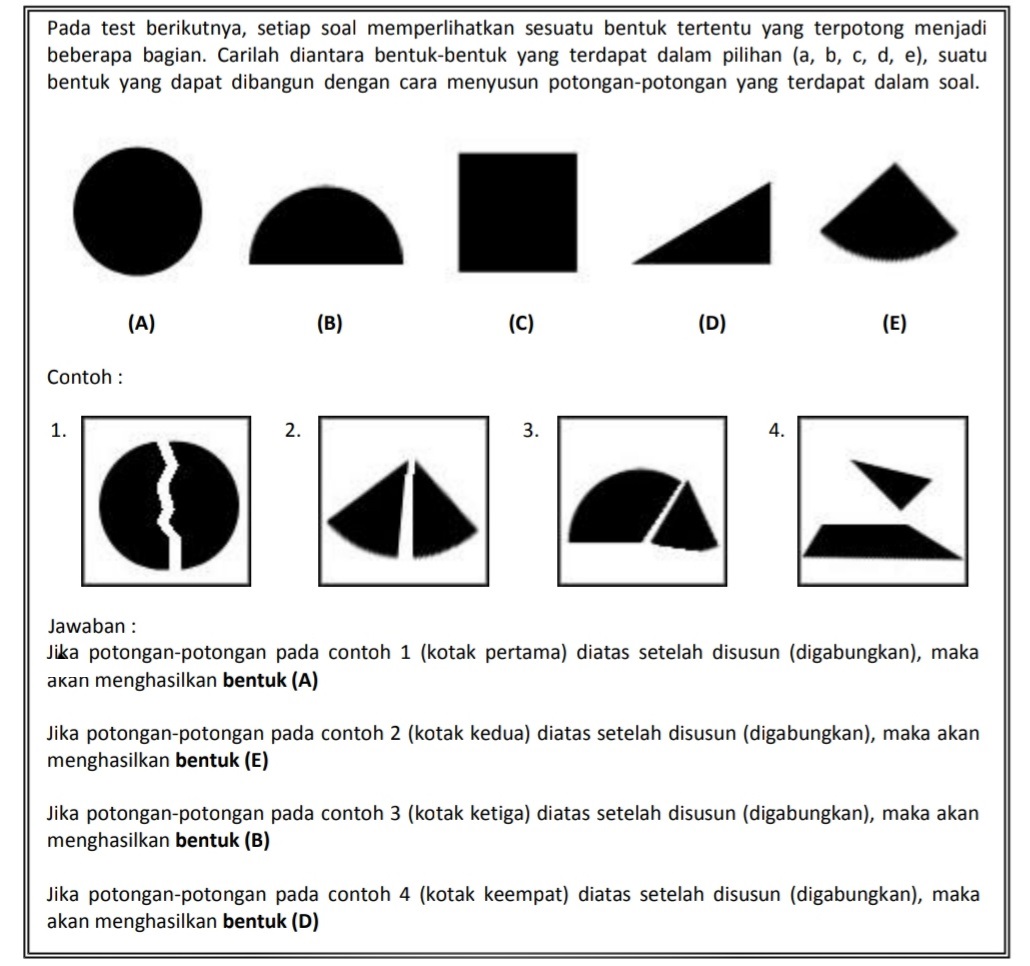 Pada test berikutnya, setiap soal memperlihatkan sesuatu bentuk tertentu yang terpotong menjadi
beberapa bagian. Carilah diantara bentuk-bentuk yang terdapat dalam pilihan (a, b, c, d, e), suatu
bentuk yang dapat dibangun dengan cara menyusun potongan-potongan yang terdapat dalam soal.
(A) (B) (C) (D) (E)
Contoh :
1. 2. 3. 4.
Jawaban :
Jika potongan-potongan pada contoh 1 (kotak pertama) diatas setelah disusun (digabungkan), maka
akan menghasilkan bentuk (A)
Jika potongan-potongan pada contoh 2 (kotak kedua) diatas setelah disusun (digabungkan), maka akan
menghasilkan bentuk (E)
Jika potongan-potongan pada contoh 3 (kotak ketiga) diatas setelah disusun (digabungkan), maka akan
menghasilkan bentuk (B)
Jika potongan-potongan pada contoh 4 (kotak keempat) diatas setelah disusun (digabungkan), maka
akan menghasilkan bentuk (D)